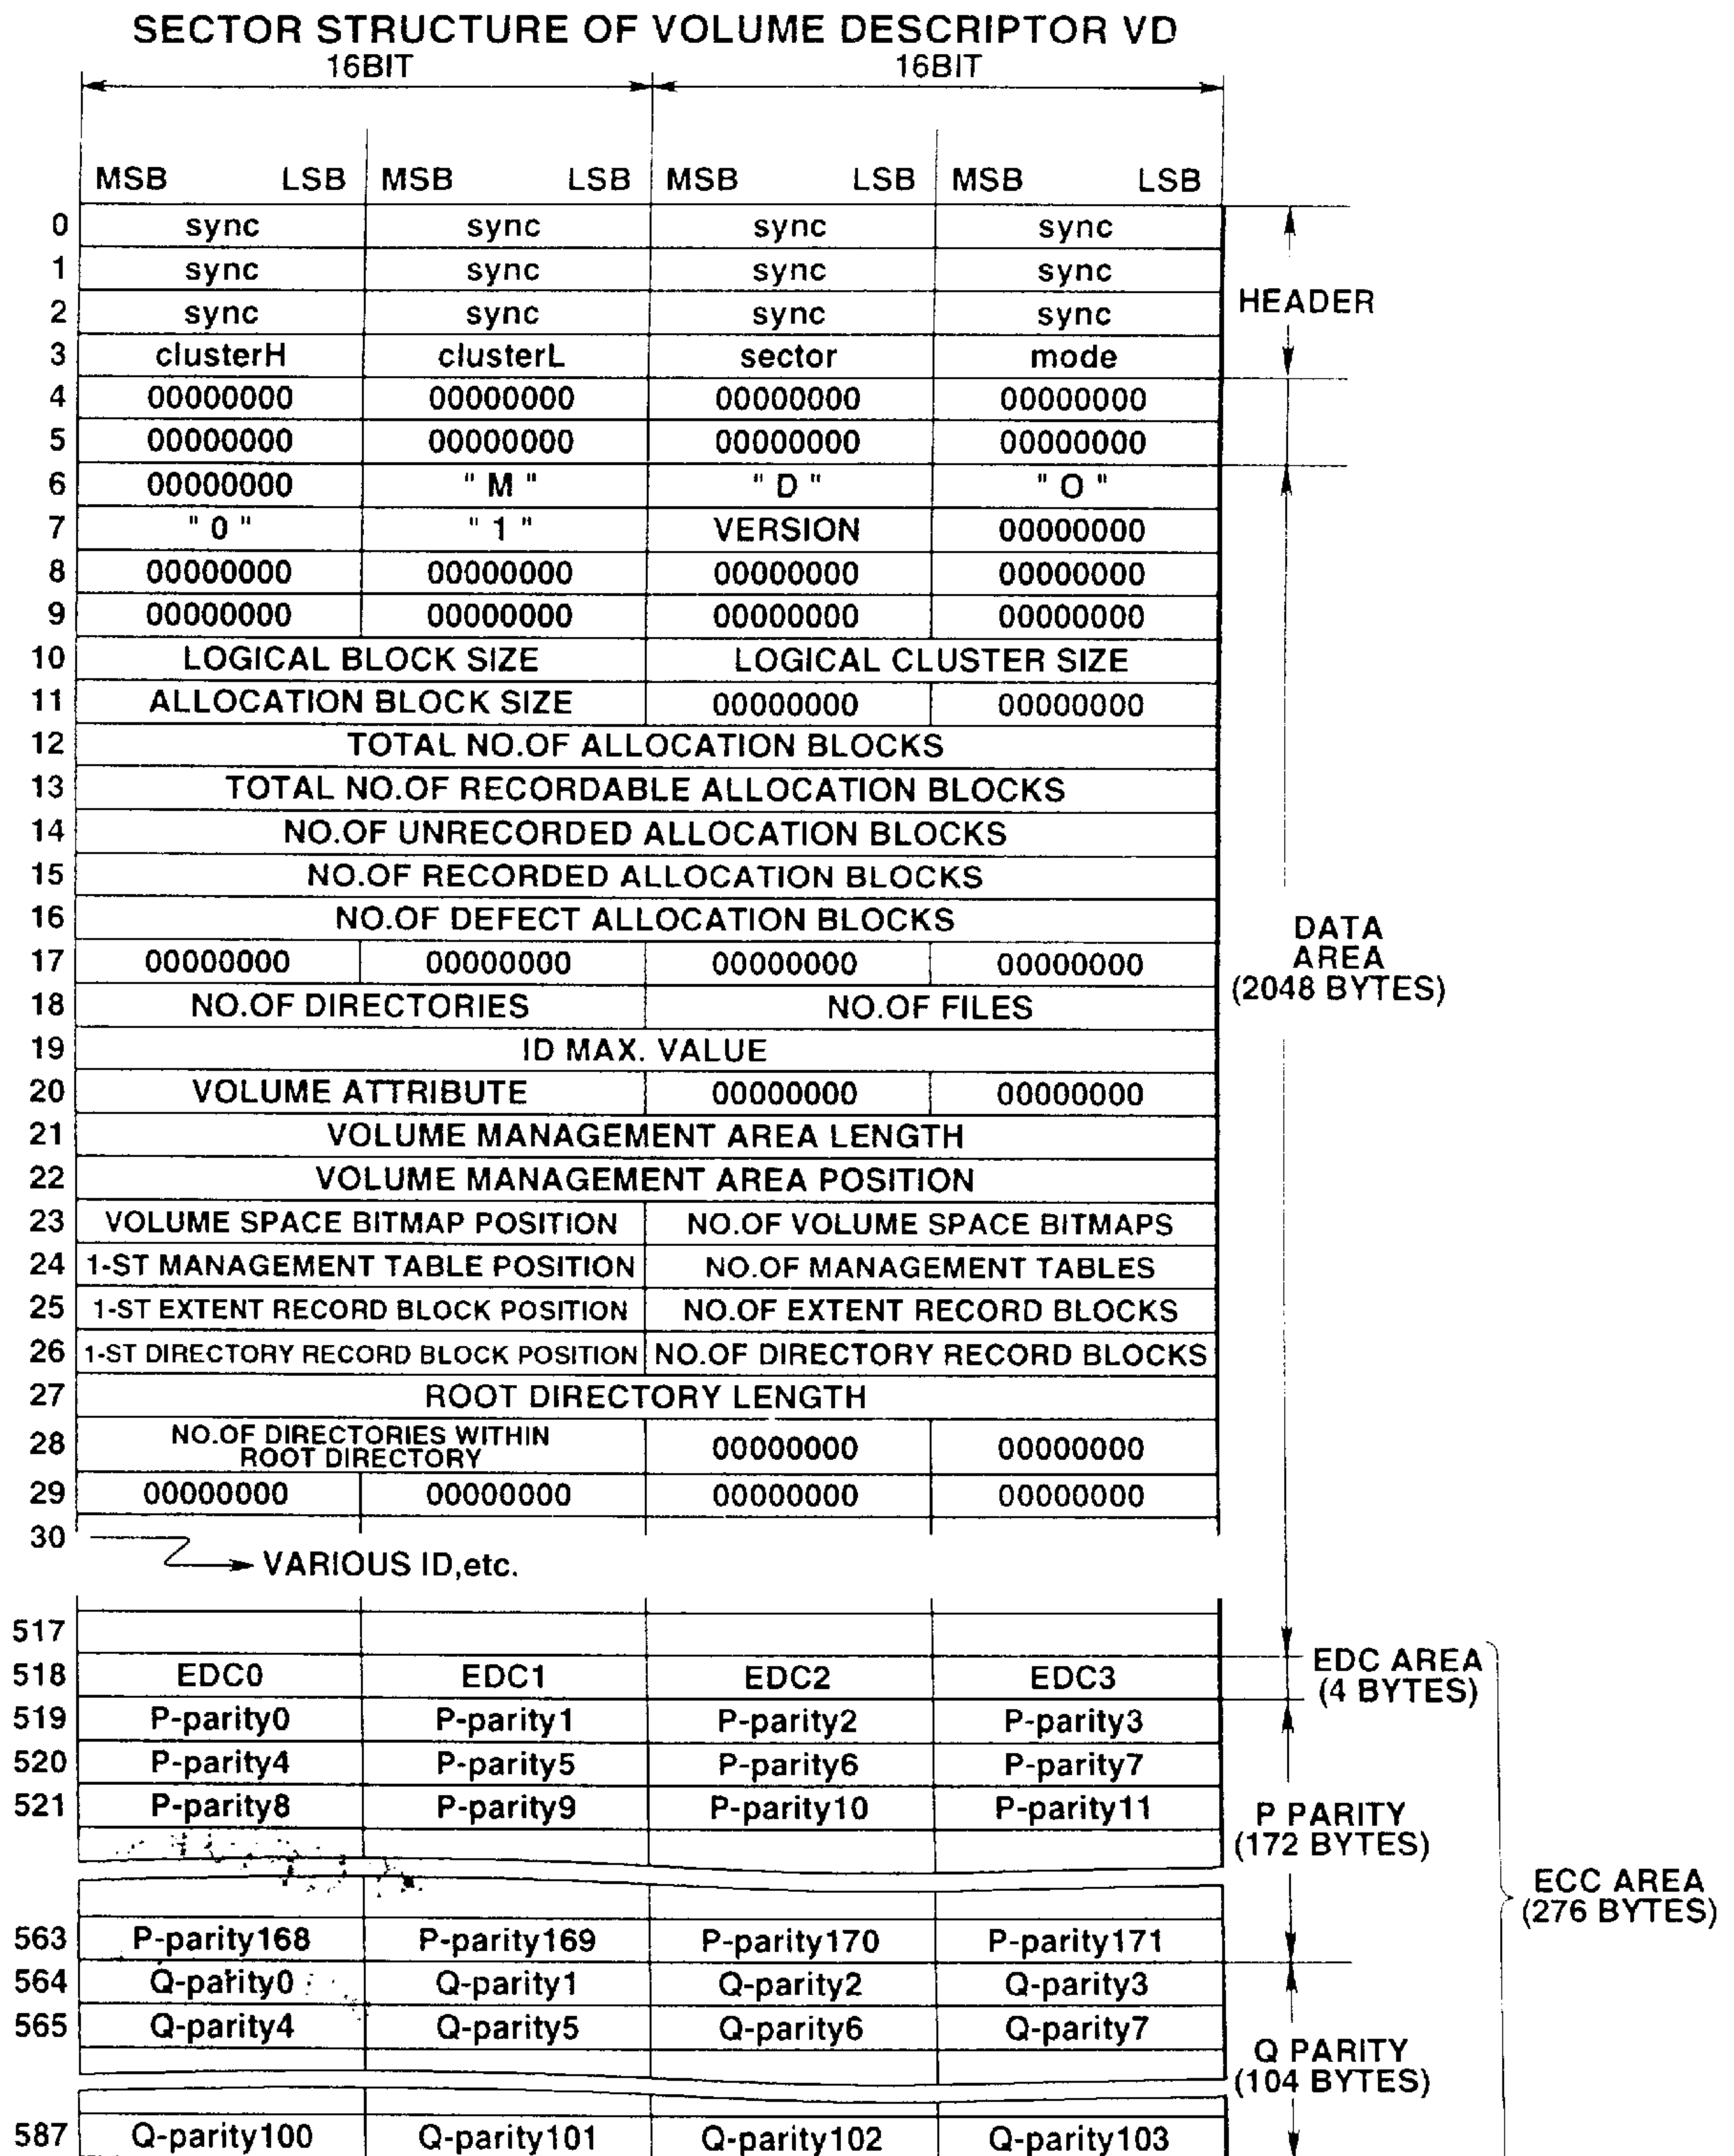 SECTOR STRUCTURE OF VOLUME DESCRIPTOR VD
16BIT 16BIT
MSB LSB MSB LSB MSB LSB MSB LSB
0 sync sync sync sync
1 sync sync sync sync
2 sync sync sync sync
HEADER
3 clusterH clusterL sector mode
4 00000000 00000000 00000000 00000000
5 00000000 00000000 00000000 00000000
6 00000000 "M" "D" "O"
7 "0" "1" VERSION 00000000
8 00000000 00000000 00000000 00000000
9 00000000 00000000 00000000 00000000
10 LOGICAL BLOCK SIZE LOGICAL CLUSTER SIZE
11 ALLOCATION BLOCK SIZE 00000000 00000000
12 TOTAL NO.OF ALLOCATION BLOCKS
13 TOTAL NO.OF RECORDABLE ALLOCATION BLOCKS
14 NO.OF UNRECORDED ALLOCATION BLOCKS
15 NO.OF RECORDED ALLOCATION BLOCKS
16 NO.OF DEFECT ALLOCATION BLOCKS
17 00000000 00000000 00000000 00000000
DATA
AREA
(2048 BYTES)
18 NO.OF DIRECTORIES NO.OF FILES
19 ID MAX. VALUE
20 VOLUME ATTRIBUTE 00000000 00000000
21 VOLUME MANAGEMENT AREA LENGTH
22 VOLUME MANAGEMENT AREA POSITION
23 VOLUME SPACE BITMAP POSITION NO.OF VOLUME SPACE BITMAPS
24 1-ST MANAGEMENT TABLE POSITION NO.OF MANAGEMENT TABLES
25 1-ST EXTENT RECORD BLOCK POSITION NO.OF EXTENT RECORD BLOCKS
26 1-ST DIRECTORY RECORD BLOCK POSITION NO.OF DIRECTORY RECORD BLOCKS
27 ROOT DIRECTORY LENGTH
28 NO.OF DIRECTORIES WITHIN
ROOT DIRECTORY 00000000 00000000
29 00000000 00000000 00000000 00000000
30
VARIOUS ID,etc.
517
518 EDC0 EDC1 EDC2 EDC3
EDC AREA
(4 BYTES)
519 P-parity0 P-parity1 P-parity2 P-parity3
520 P-parity4 P-parity5 P-parity6 P-parity7
521 P-parity8 P-parity9 P-parity10 P-parity11
P PARITY
(172 BYTES)
ECC AREA
(276 BYTES)
563 P-parity168 P-parity169 P-parity170 P-parity171
564 Q-parity0 Q-parity1 Q-parity2 Q-parity3
565 Q-parity4 Q-parity5 Q-parity6 Q-parity7
Q PARITY
(104 BYTES)
587 Q-parity100 Q-parity101 Q-parity102 Q-parity103